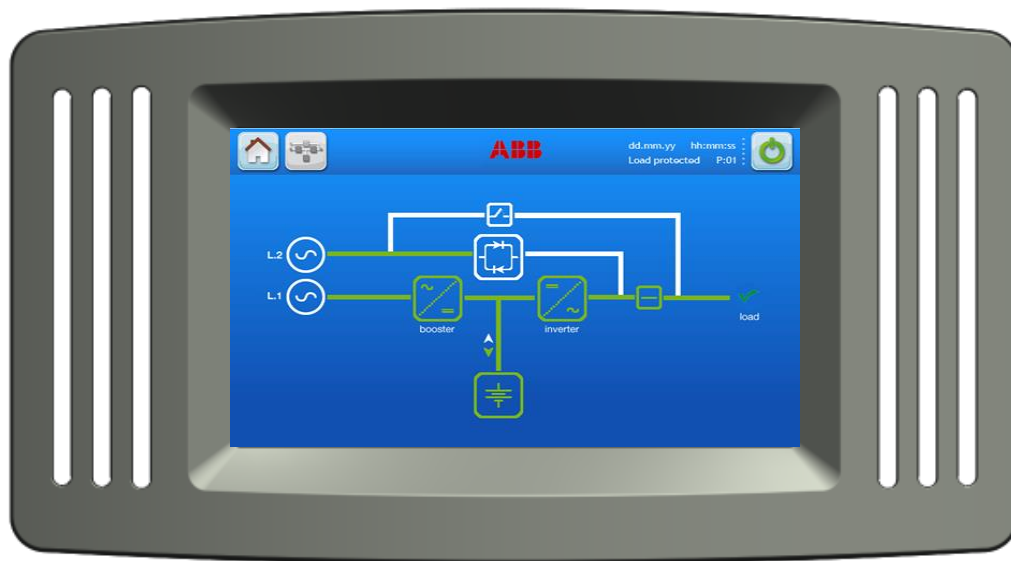 ABB
dd.mm.yy hh:mm:ss
Load protected P:01
L.2
L.1
booster
inverter
load